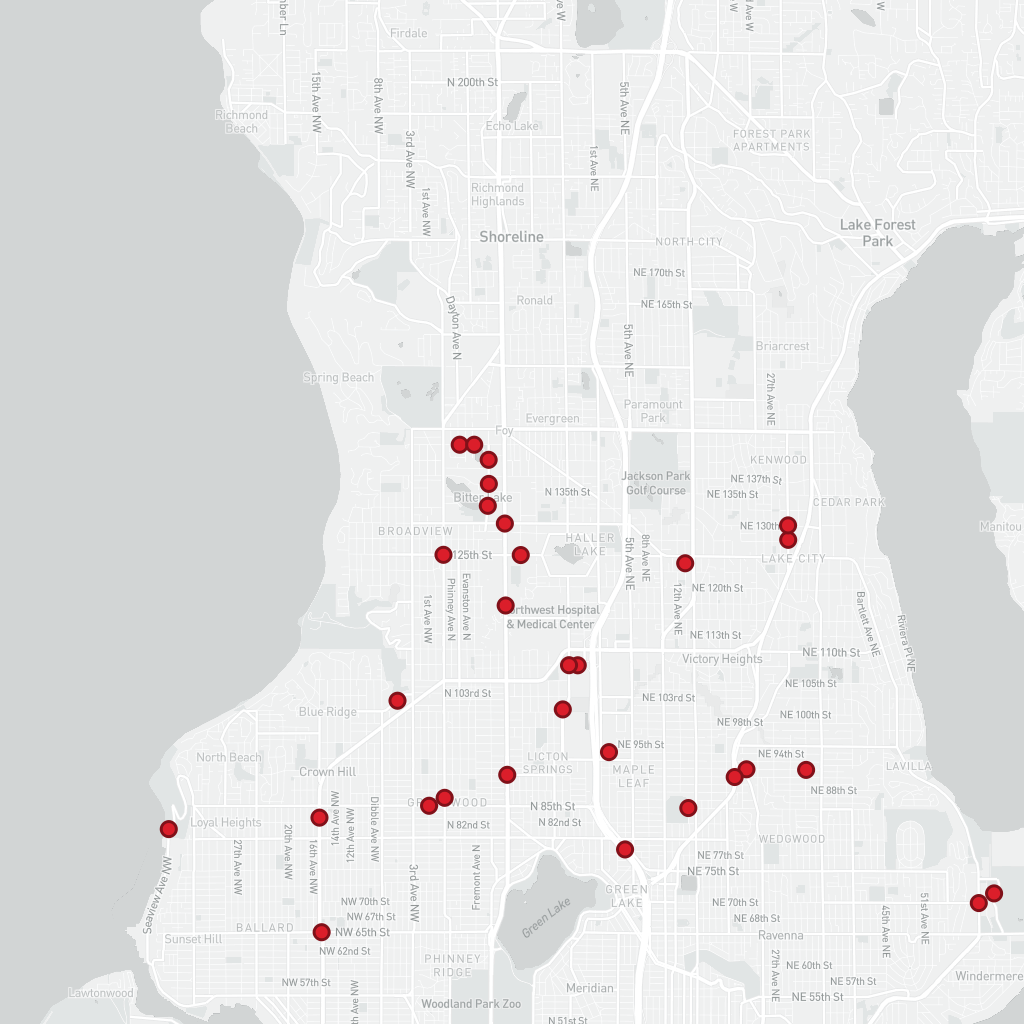 Firdale
15th Ave NW
8th Ave NW
N 200th St
5th Ave NE
Richmond
Beach
Echo Lake
FOREST PARK
APARTMENTS
3rd Ave NW
1st Ave NE
1st Ave NW
Richmond
Highlands
Shoreline
Lake Forest
Park
NORTH CITY
NE 170th St
Dayton Ave N
Ronald
NE 165th St
5th Ave NE
Briarcrest
Spring Beach
27th Ave NE
Evergreen
Paramount
Park
Foy
KENWOOD
Jackson Park
Golf Course
NE 137th St
NE 135th St
N 135th St
CEDAR PARK
Bitter Lake
BROADVIEW
NE 130th
Manitou
HALLER
LAKE
125th St
LAKE CITY
5th Ave NE
8th Ave NE
NE 120th St
12th Ave NE
1st Ave NW
Phinney Ave N
Evanston Ave N
rthwest Hospital
& Medical Center
Bartlett Ave NE
Riviera Pl NE
NE 113th St
NE 110th St
Victory Heights
N 103rd St
NE 103rd St
NE 105th St
Blue Ridge
NE 98th St
NE 100th St
North Beach
NE 95th St
NE 94th St
LICTON
SPRINGS
MAPLE
LEAF
LAVILLA
Crown Hill
NE 88th St
N 85th St
N 82nd St
N 82nd St
Loyal Heights
14th Ave NW
12th Ave NW
Dibble Ave NW
20th Ave NW
16th Ave NW
27th Ave NW
WEDGWOOD
NE 77th St
NE 75th St
Fremont Ave N
3rd Ave NW
GREEN
LAKE
Green Lake
NW 70th St
NE 70th St
NW 67th St
NE 68th St
Seaview Ave NW
BALLARD
NW 65th St
45th Ave NE
51st Ave NE
Sunset Hill
NW 62nd St
Ravenna
PHINNEY
RIDGE
NE 60th St
27th Ave NE
NW 57th St
NE 57th St
Windermere
Lawtonwood
Meridian
NE 55th St
Woodland Park Zoo
N 51st St